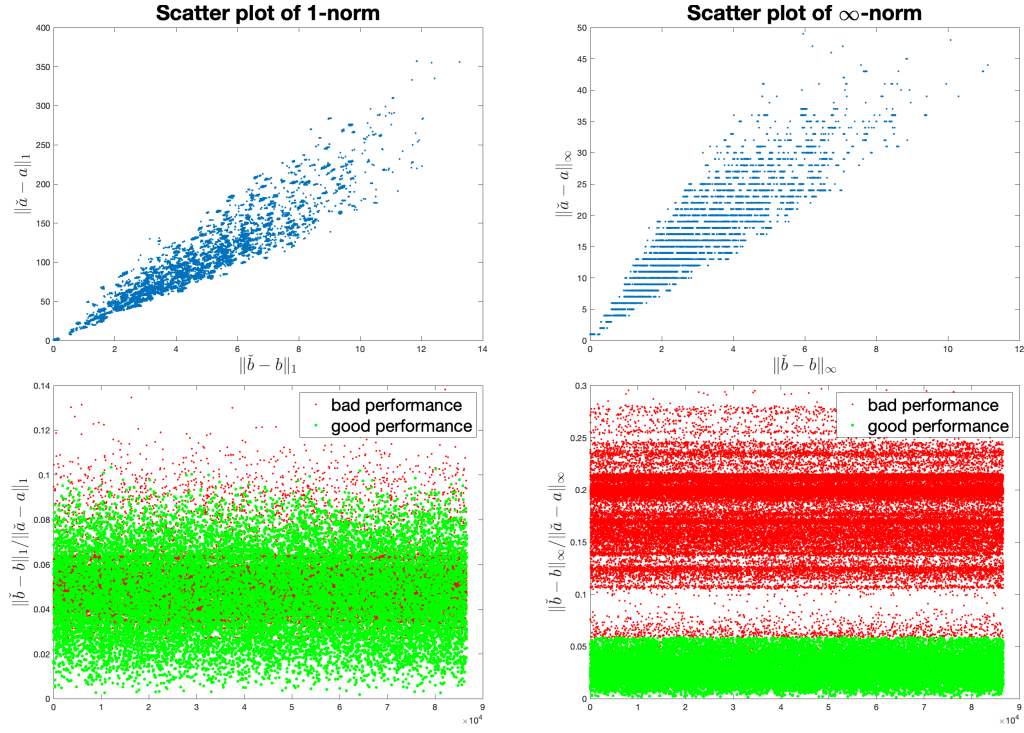 Scatter plot of 1-norm
400
350
300
250
200
150
100
50
0
0 2 4 6 8 10 12 14
‖ǎ − a‖₁
‖b̌ − b‖₁
Scatter plot of ∞-norm
50
45
40
35
30
25
20
15
10
5
0
0 2 4 6 8 10 12
‖ǎ − a‖∞
‖b̌ − b‖∞
0.14
0.12
0.1
0.08
0.06
0.04
0.02
0
0 1 2 3 4 5 6 7 8 9
×10⁴
‖b̌ − b‖₁/‖ǎ − a‖₁
bad performance
good performance
0.3
0.25
0.2
0.15
0.1
0.05
0
0 1 2 3 4 5 6 7 8 9
×10⁴
‖b̌ − b‖∞/‖ǎ − a‖∞
bad performance
good performance